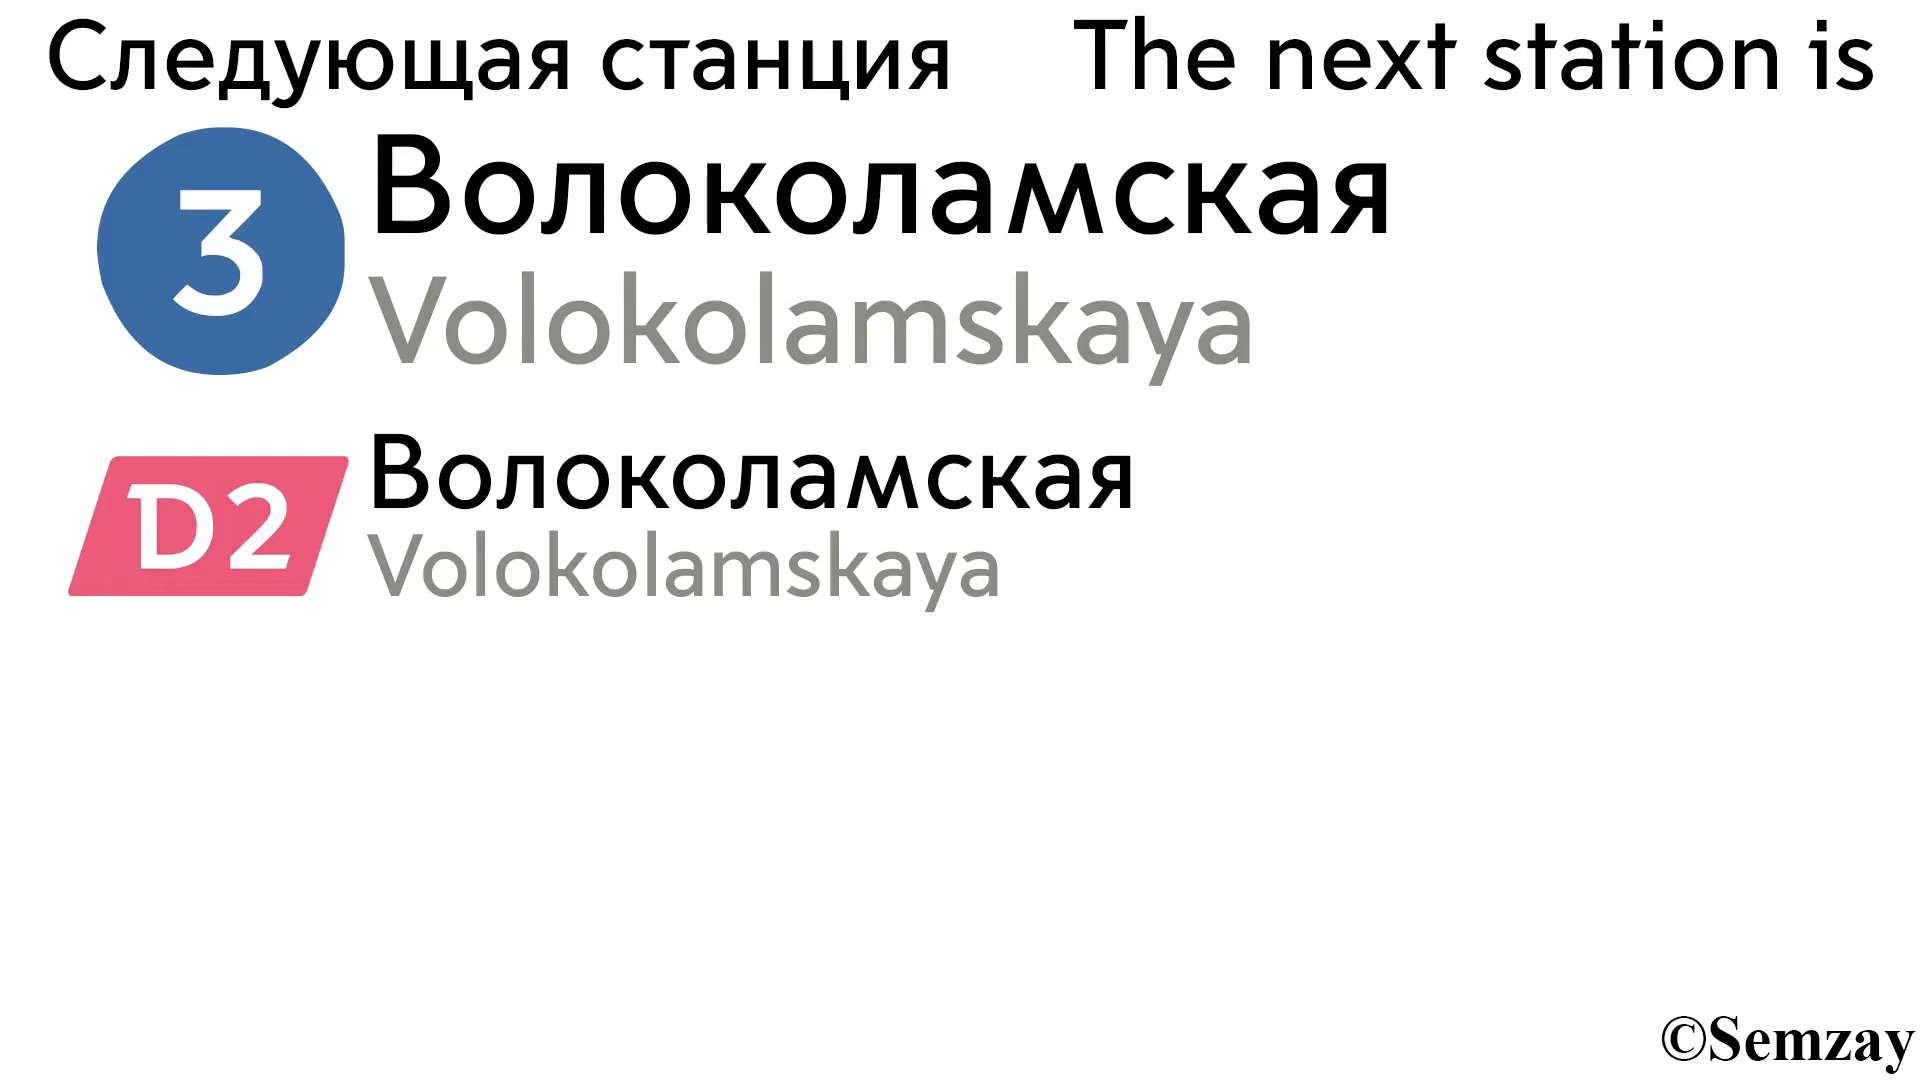 Следующая станция The next station is
3 Волоколамская
Volokolamskaya
D2 Волоколамская
Volokolamskaya
©Semzay